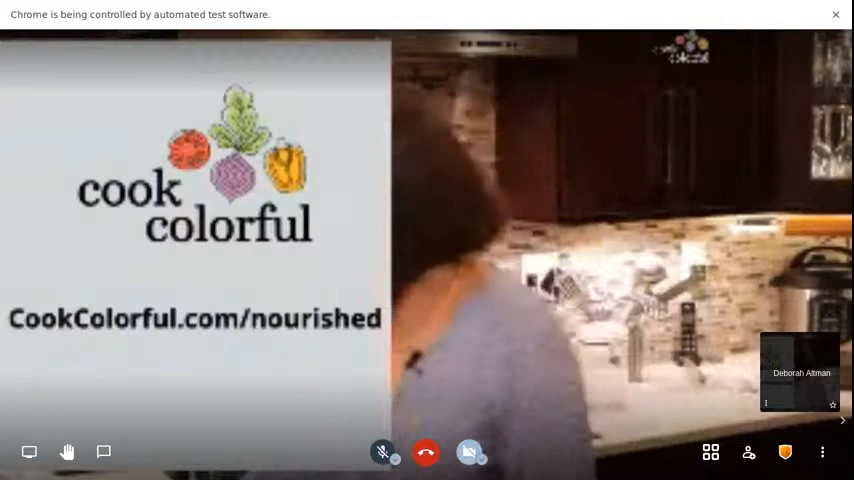 Chrome is being controlled by automated test software.
cook
colorful
CookColorful.com/nourished
Deborah Altman